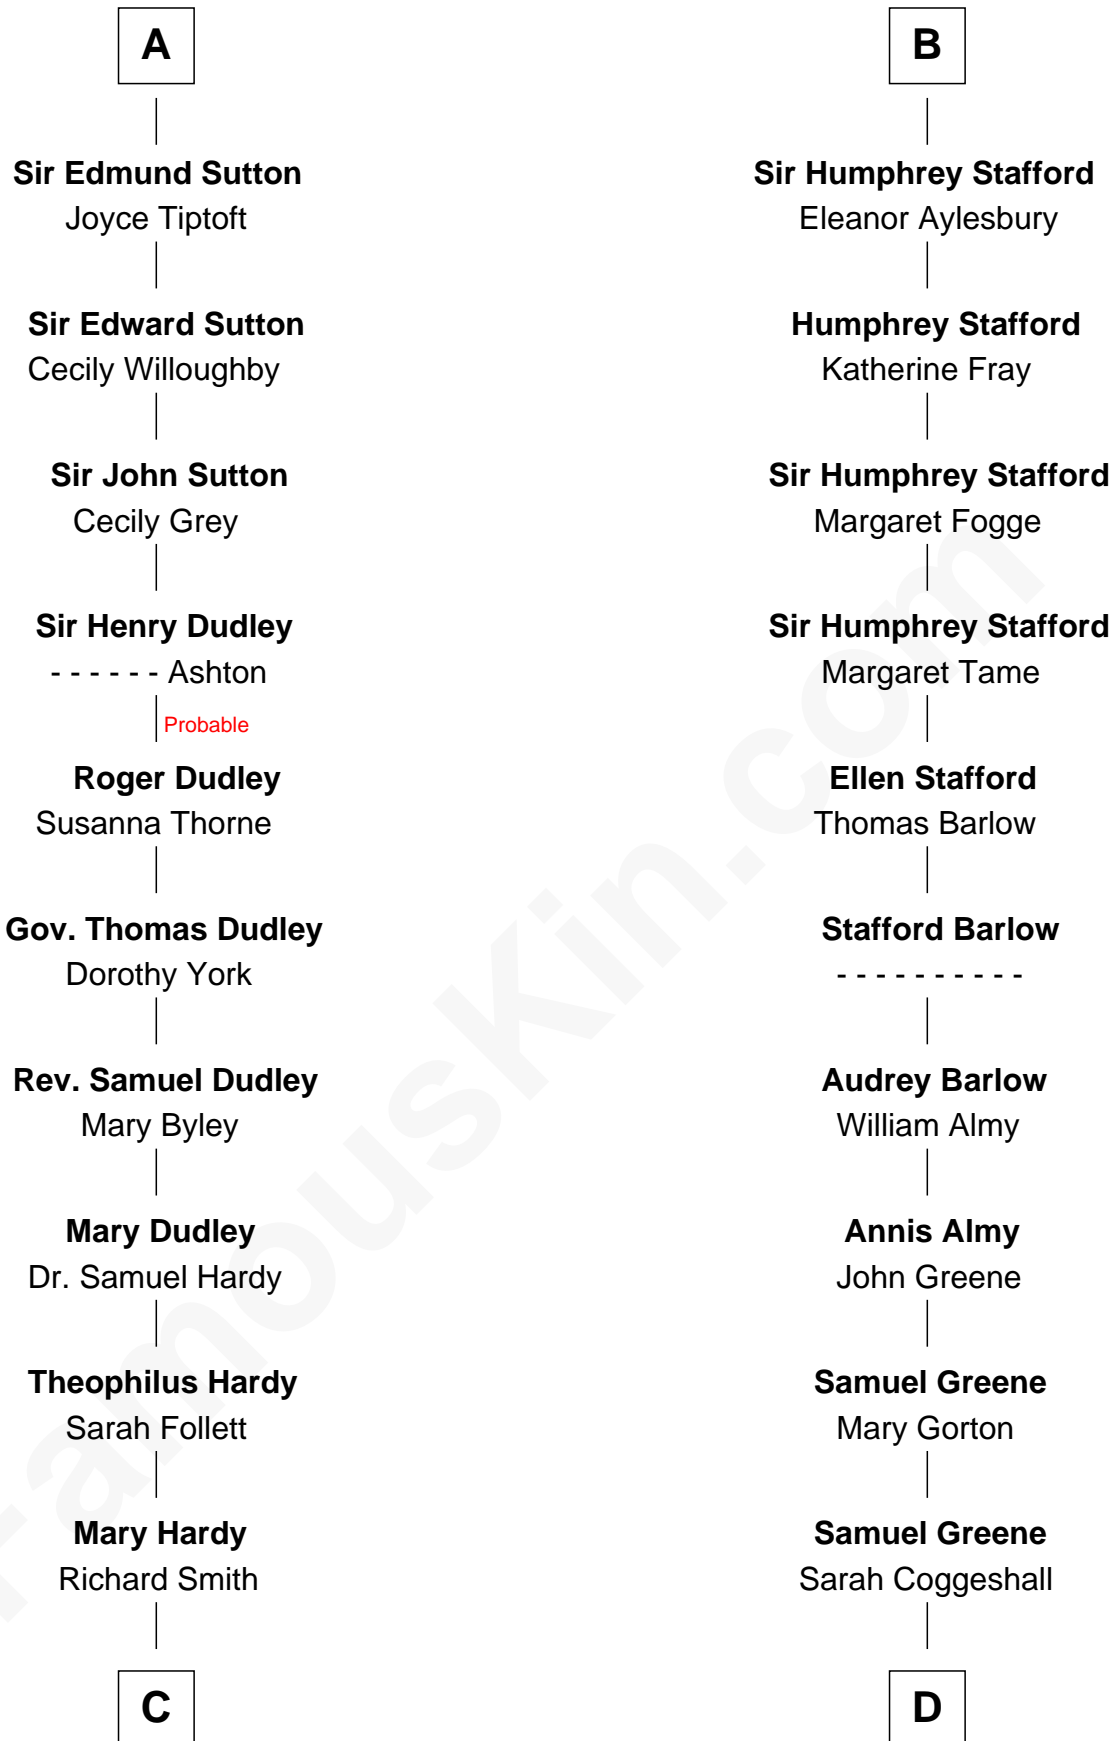 A
Sir Edmund Sutton
Joyce Tiptoft
Sir Edward Sutton
Cecily Willoughby
Sir John Sutton
Cecily Grey
Sir Henry Dudley
- - - - - - Ashton
Probable
Roger Dudley
Susanna Thorne
Gov. Thomas Dudley
Dorothy York
Rev. Samuel Dudley
Mary Byley
Mary Dudley
Dr. Samuel Hardy
Theophilus Hardy
Sarah Follett
Mary Hardy
Richard Smith
C
B
Sir Humphrey Stafford
Eleanor Aylesbury
Humphrey Stafford
Katherine Fray
Sir Humphrey Stafford
Margaret Fogge
Sir Humphrey Stafford
Margaret Tame
Ellen Stafford
Thomas Barlow
Stafford Barlow
- - - - - - - - - -
Audrey Barlow
William Almy
Annis Almy
John Greene
Samuel Greene
Mary Gorton
Samuel Greene
Sarah Coggeshall
D
FamousKin.com